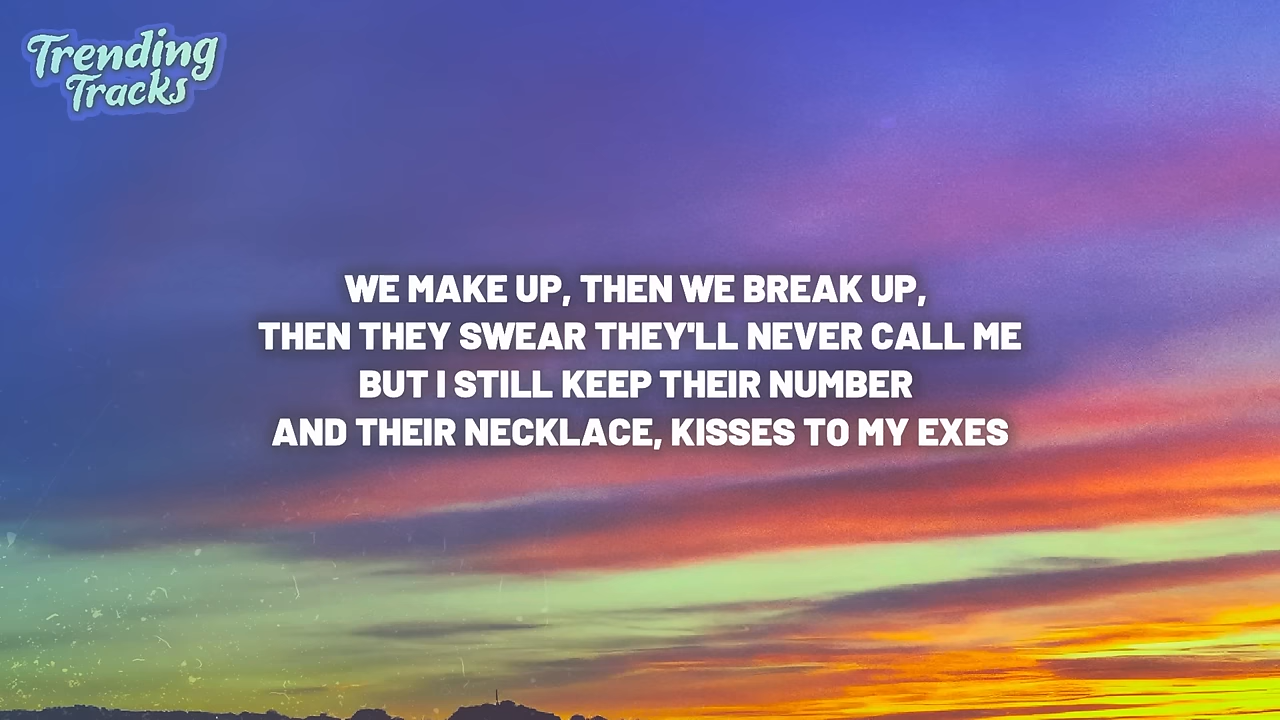 Trending
Tracks
WE MAKE UP, THEN WE BREAK UP,
THEN THEY SWEAR THEY'LL NEVER CALL ME
BUT I STILL KEEP THEIR NUMBER
AND THEIR NECKLACE, KISSES TO MY EXES